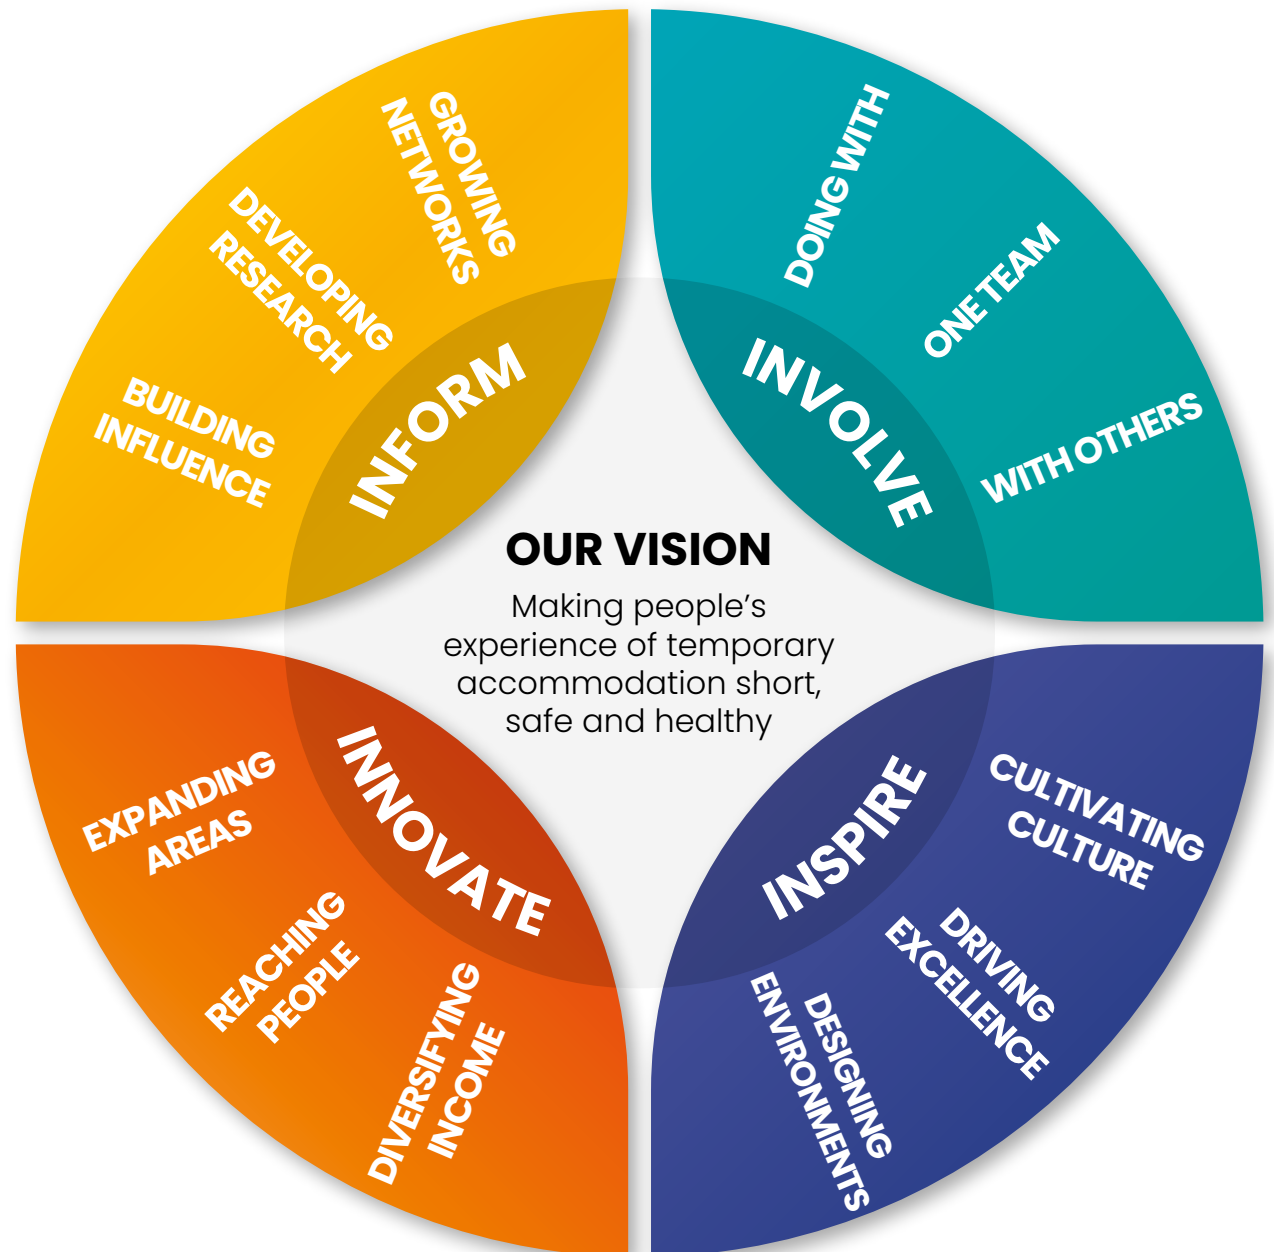 GROWING
NETWORKS
DEVELOPING
RESEARCH
BUILDING
INFLUENCE
INFORM
DOING WITH
ONE TEAM
WITH OTHERS
INVOLVE
OUR VISION
Making people’s
experience of temporary
accommodation short,
safe and healthy
INNOVATE
EXPANDING
AREAS
REACHING
PEOPLE
DIVERSIFYING
INCOME
INSPIRE
CULTIVATING
CULTURE
DRIVING
EXCELLENCE
DESIGNING
ENVIRONMENTS